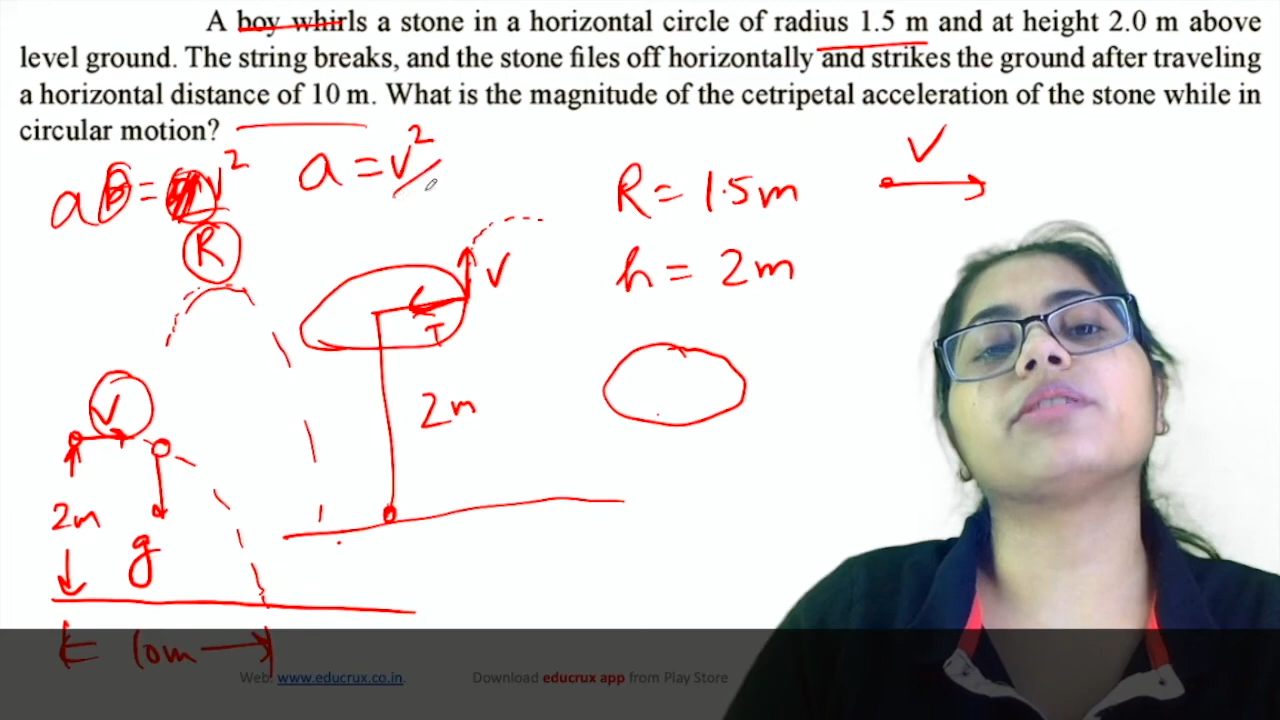 A boy whirls a stone in a horizontal circle of radius 1.5 m and at height 2.0 m above
level ground. The string breaks, and the stone files off horizontally and strikes the ground after traveling
a horizontal distance of 10 m. What is the magnitude of the cetripetal acceleration of the stone while in
circular motion?
a = v²
R
a = v²/
R = 1.5m
h = 2m
V
V
T
2m
V
2m
g
10m
Web: www.educrux.co.in.
Download educrux app from Play Store